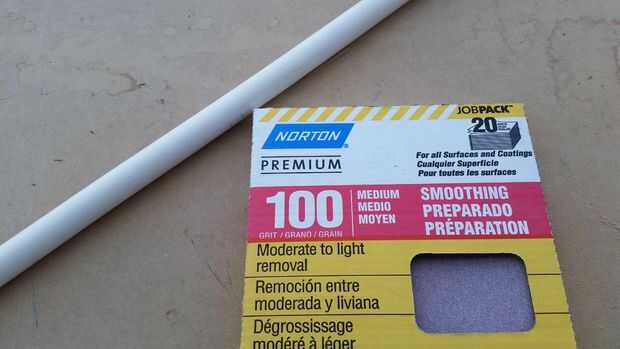 JOBPACK™
NORTON®
PREMIUM
20
For all Surfaces and Coatings
Cualquier Superficie
Pour toutes les surfaces
100
GRIT / GRANO / GRAIN
MEDIUM
MEDIO
MOYEN
SMOOTHING
PREPARADO
PRÉPARATION
Moderate to light
removal
Remoción entre
moderada y liviana
Dégrossissage
modéré à léger